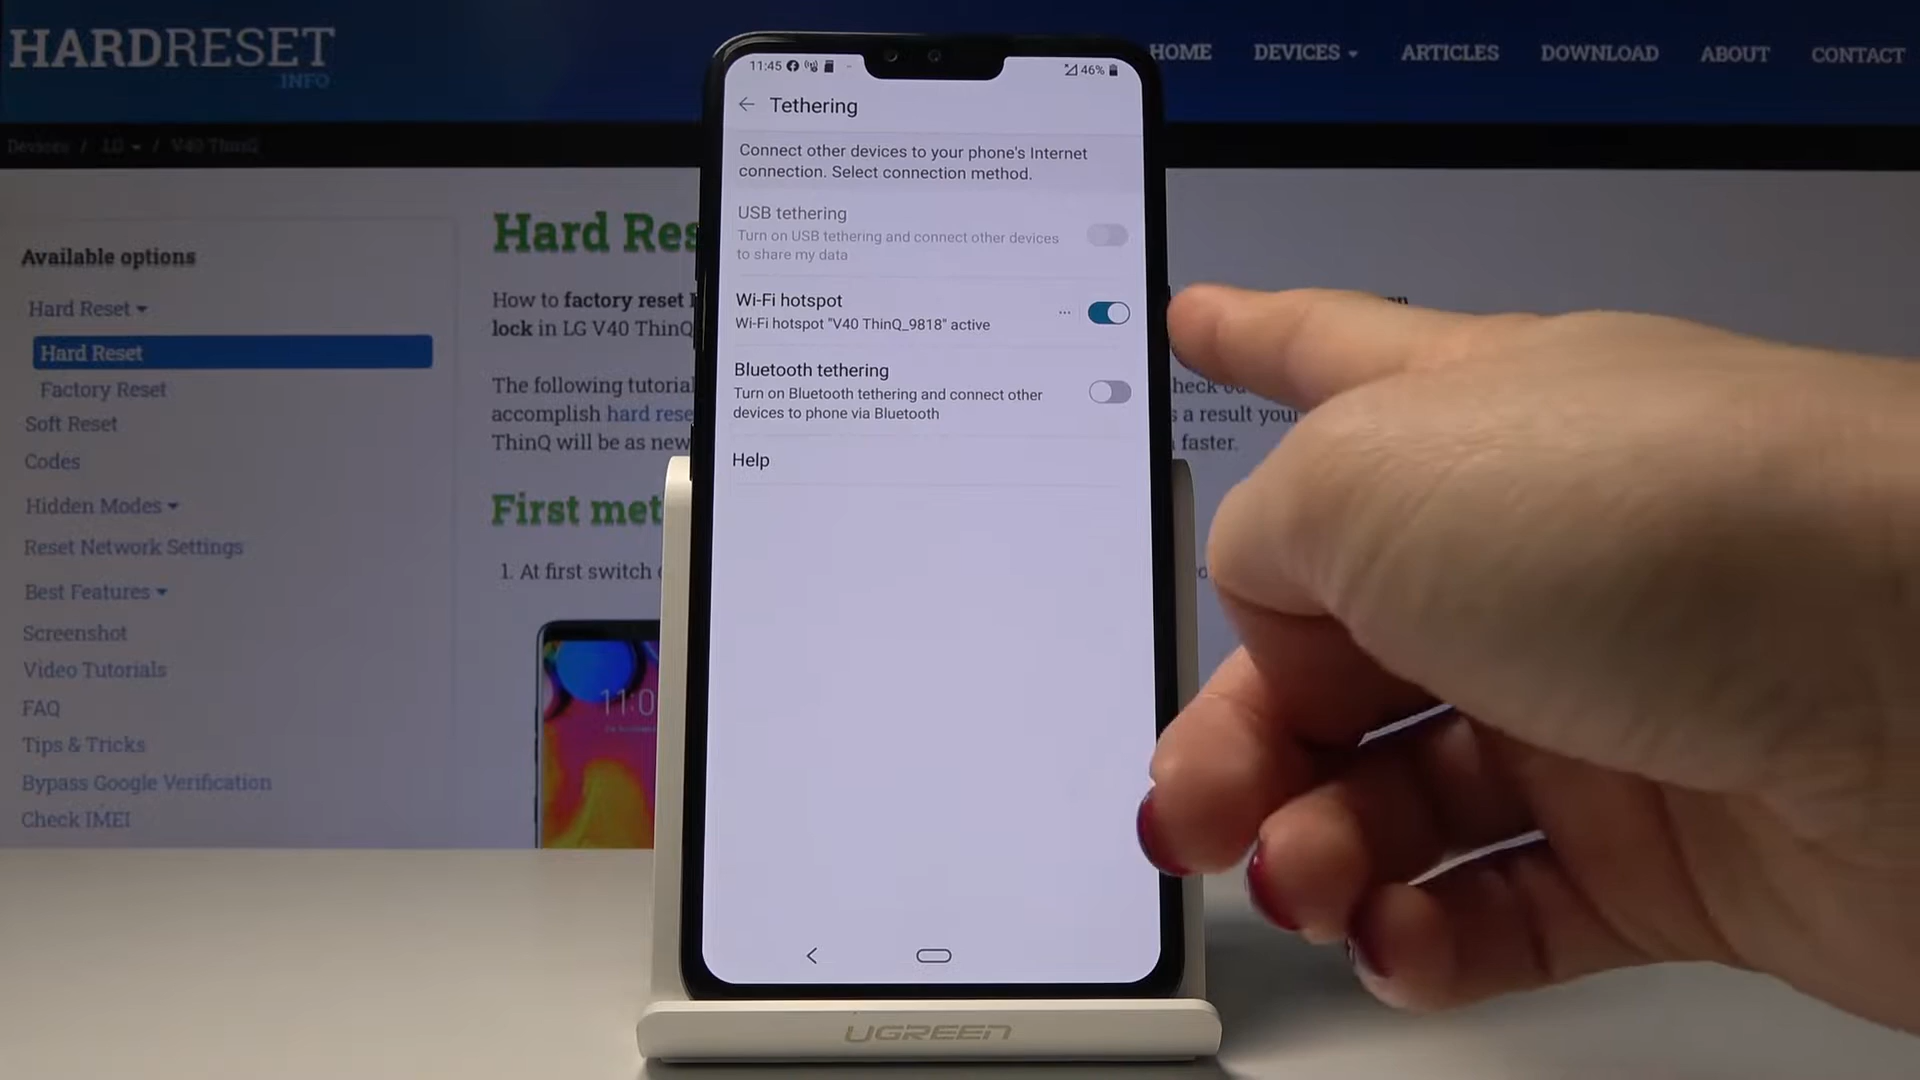 HARDRESET
.INFO
HOME
DEVICES
ARTICLES
DOWNLOAD
ABOUT
CONTACT
Devices / LG / V40 ThinQ
Available options
Hard Reset
Hard Reset
Factory Reset
Soft Reset
Codes
Hidden Modes
Reset Network Settings
Best Features
Screenshot
Video Tutorials
FAQ
Tips & Tricks
Bypass Google Verification
Check IMEI
Hard Res
How to factory reset
lock in LG V40 ThinQ
The following tutorial
accomplish hard rese
s a result your
ThinQ will be as new
faster.
First met
1. At first switch
11:0
11:45
46%
Tethering
Connect other devices to your phone's Internet
connection. Select connection method.
USB tethering
Turn on USB tethering and connect other devices
to share my data
Wi-Fi hotspot
Wi-Fi hotspot "V40 ThinQ_9818" active
...
Bluetooth tethering
Turn on Bluetooth tethering and connect other
devices to phone via Bluetooth
Help
UGREEN